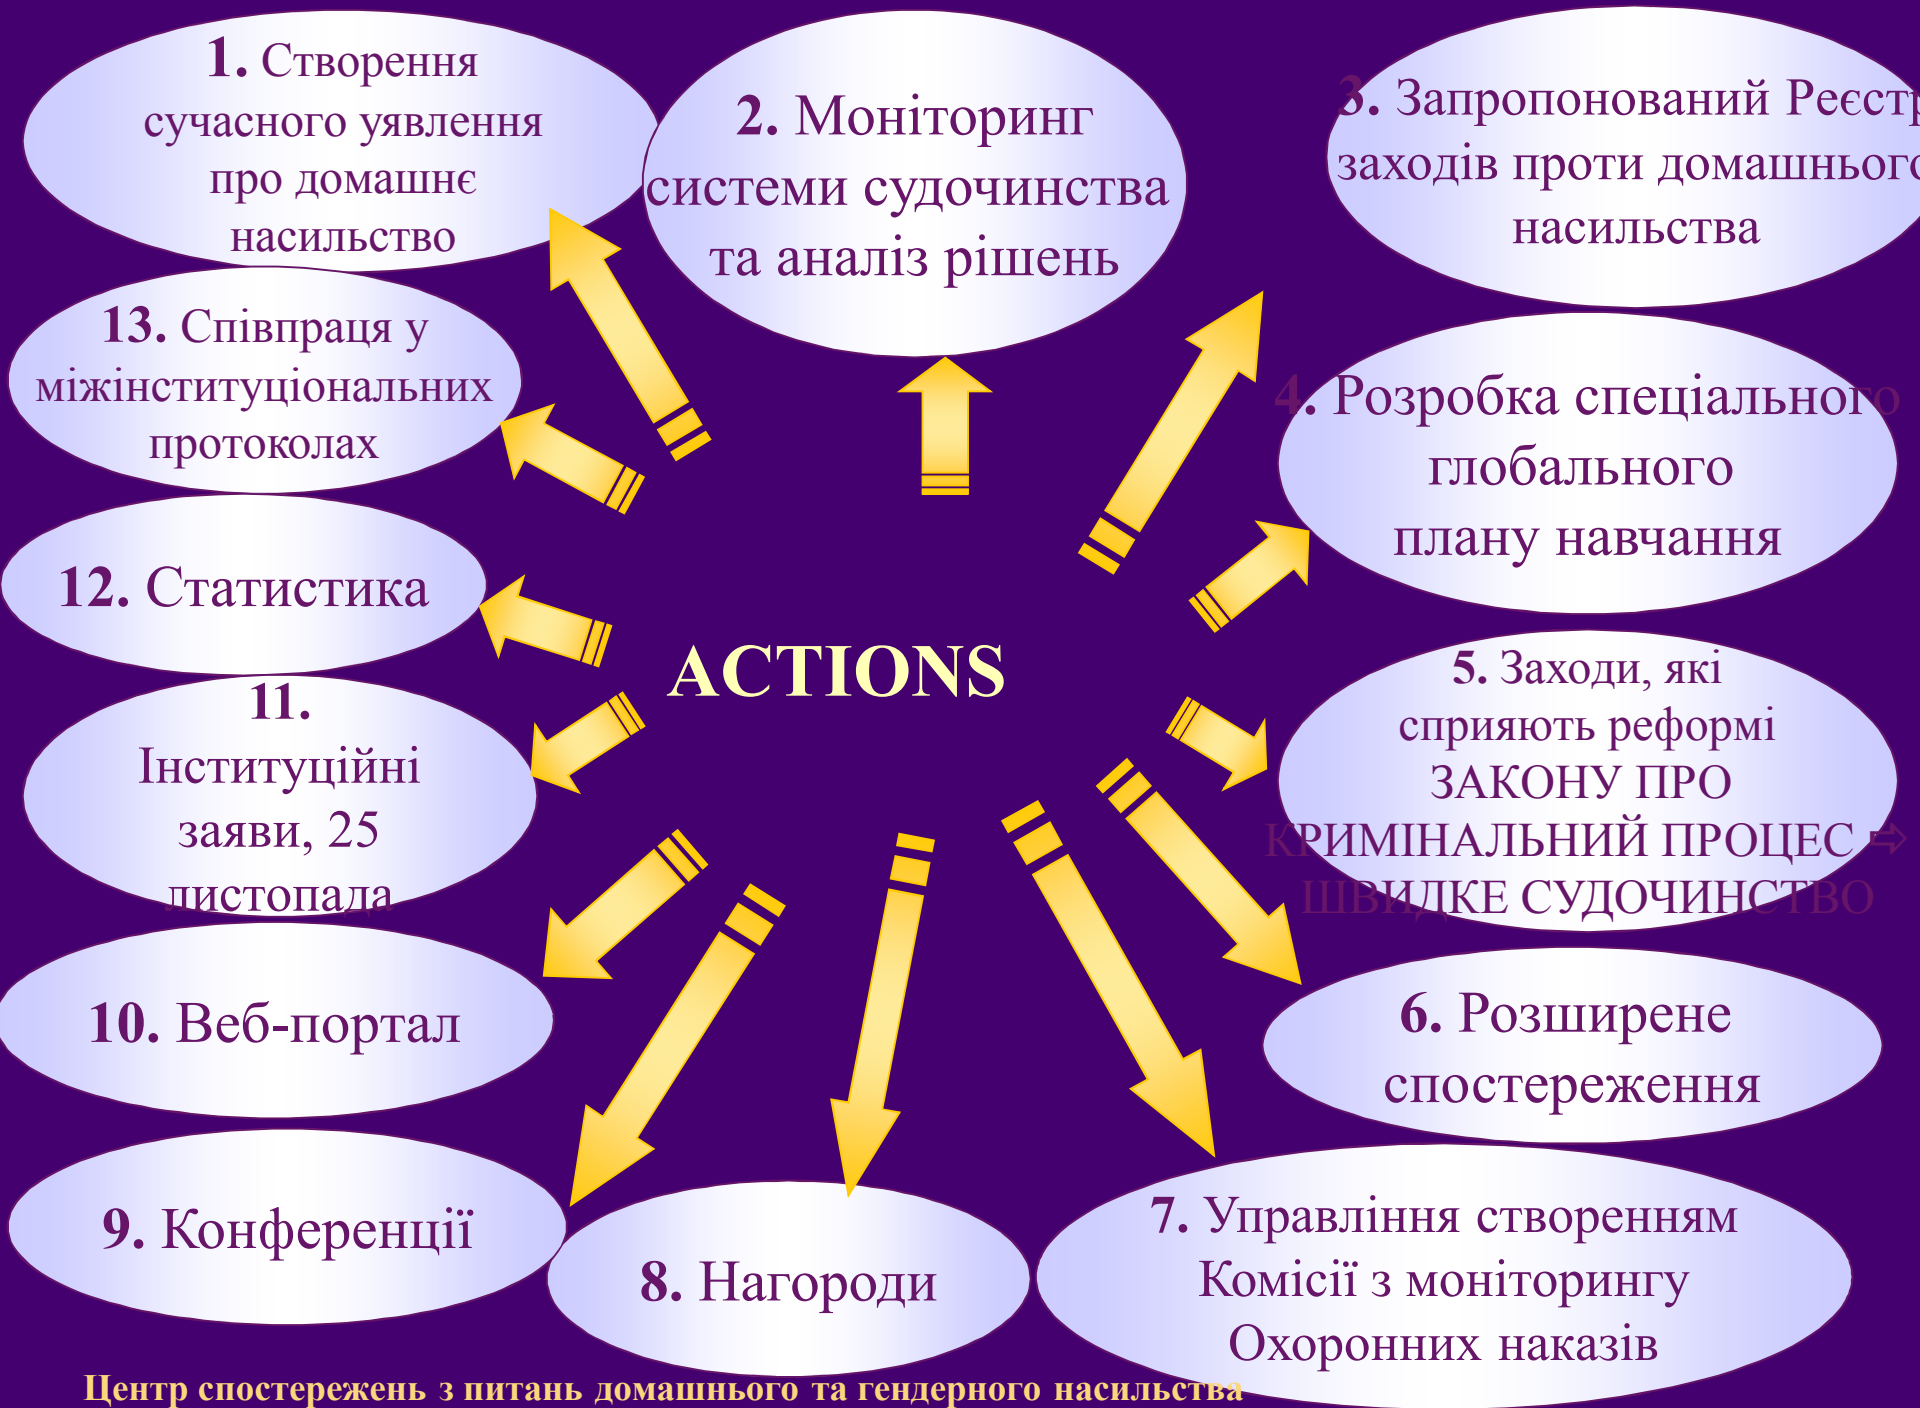 1. Створення
сучасного уявлення
про домашнє
насильство
2. Моніторинг
системи судочинства
та аналіз рішень
3. Запропонований Реєстр
заходів проти домашнього
насильства
4. Розробка спеціального
глобального
плану навчання
5. Заходи, які
сприяють реформі
ЗАКОНУ ПРО
КРИМІНАЛЬНИЙ ПРОЦЕС ⇨
ШВИДКЕ СУДОЧИНСТВО
6. Розширене
спостереження
7. Управління створенням
Комісії з моніторингу
Охоронних наказів
8. Нагороди
9. Конференції
10. Веб-портал
11.
Інституційні
заяви, 25
листопада
12. Статистика
13. Співпраця у
міжінституціональних
протоколах
ACTIONS
Центр спостережень з питань домашнього та гендерного насильства